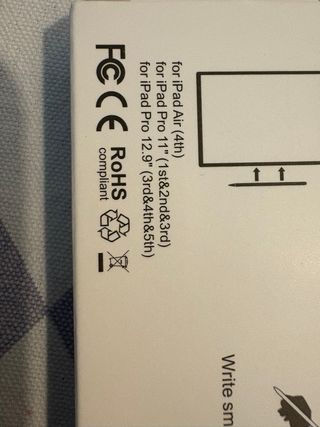 for iPad Air (4th)
for iPad Pro 11" (1st&2nd&3rd)
for iPad Pro 12.9" (3rd&4th&5th)
FC CE RoHS
compliant
Write sm